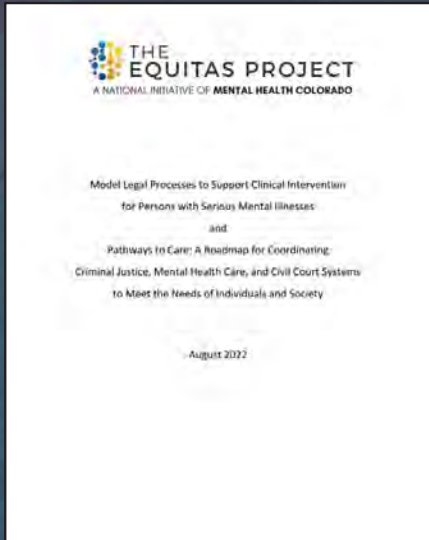 THE
EQUITAS PROJECT
A NATIONAL INITIATIVE OF MENTAL HEALTH COLORADO
Model Legal Processes to Support Clinical Intervention
for Persons with Serious Mental Illnesses
and
Pathways to Care: A Roadmap for Coordinating
Criminal Justice, Mental Health Care, and Civil Court Systems
to Meet the Needs of Individuals and Society
August 2022